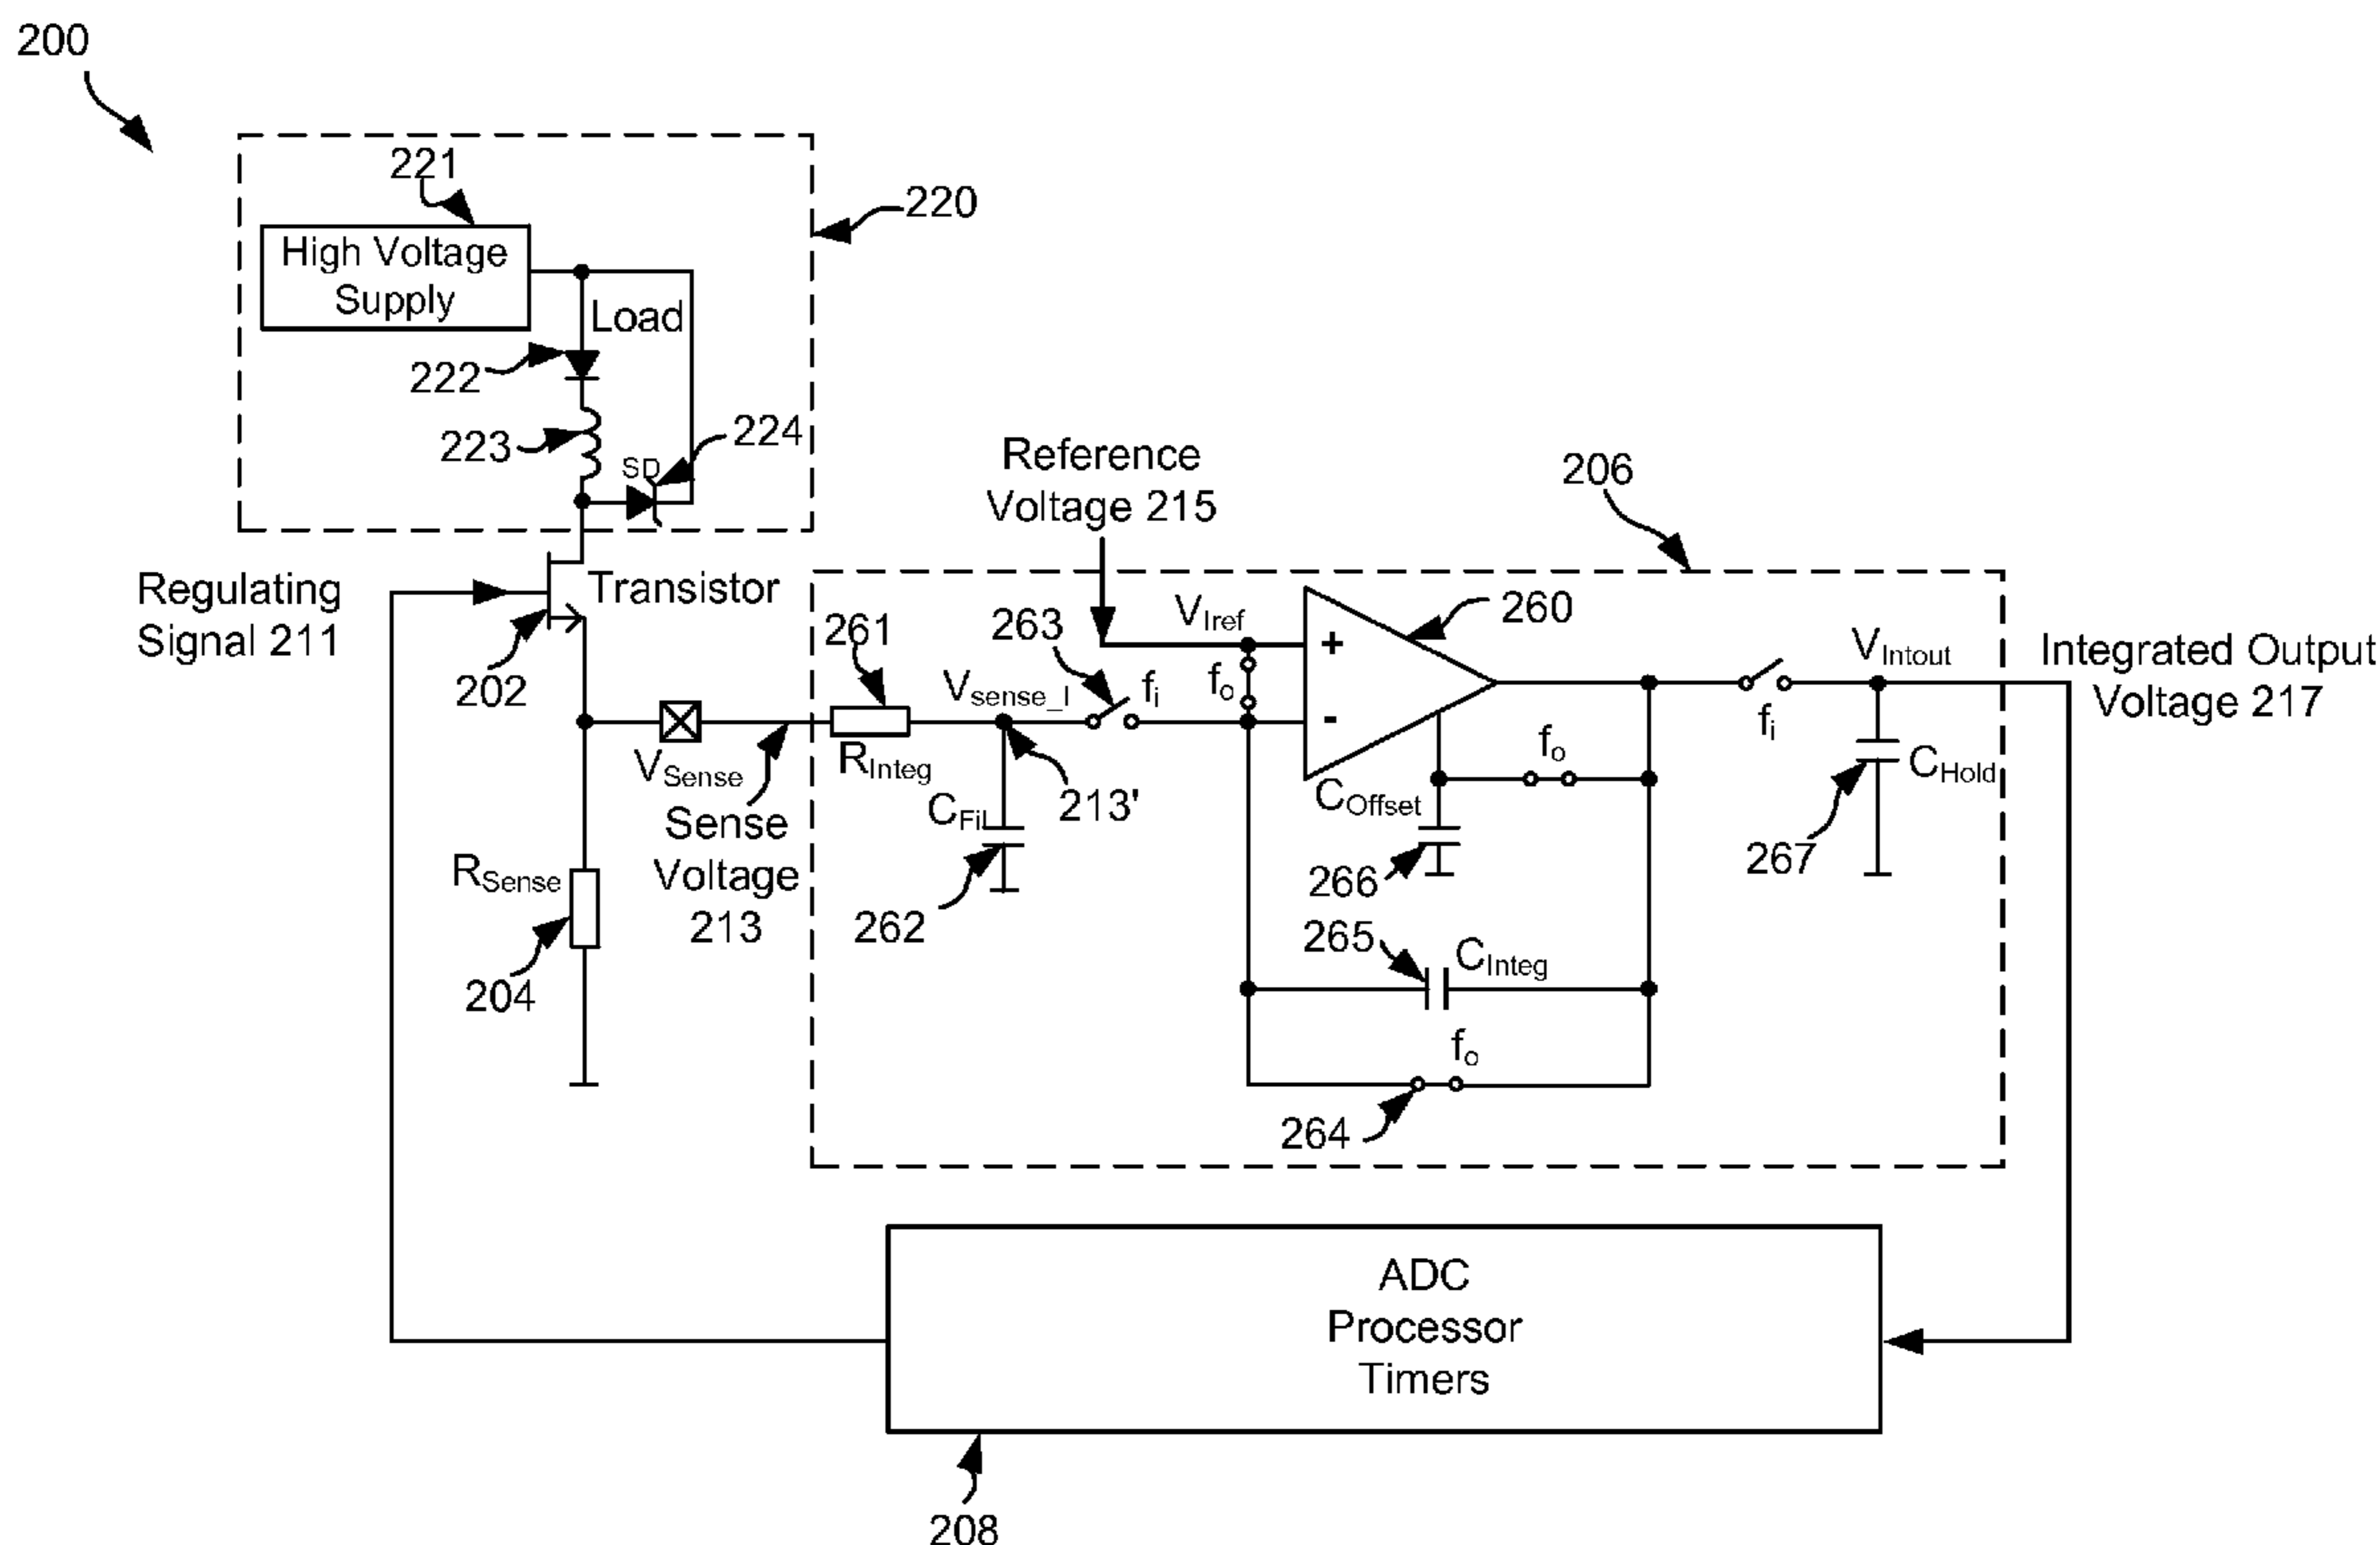 200
221
220
High Voltage
Supply
Load
222
223
SD
224
Reference
Voltage 215
206
Regulating
Signal 211
Transistor
202
261
263
VIref
260
+
-
fo
fi
Vsense_I
VIntout
Integrated Output
Voltage 217
fi
VSense
Sense
Voltage
213
RInteg
CFil
213'
262
COffset
fo
266
CHold
267
RSense
204
265
CInteg
fo
264
ADC
Processor
Timers
208